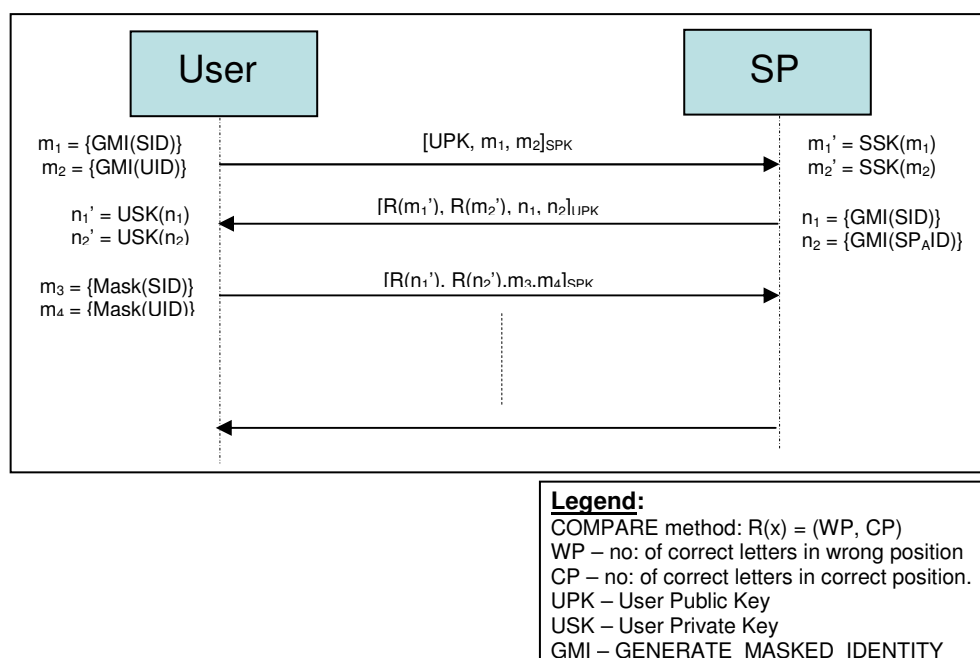 User
SP
m₁ = {GMI(SID)}
m₂ = {GMI(UID)}
[UPK, m₁, m₂]SPK
m₁' = SSK(m₁)
m₂' = SSK(m₂)
n₁' = USK(n₁)
n₂' = USK(n₂)
[R(m₁'), R(m₂'), n₁, n₂]UPK
n₁ = {GMI(SID)}
n₂ = {GMI(SPAID)}
m₃ = {Mask(SID)}
m₄ = {Mask(UID)}
[R(n₁'), R(n₂'),m₃,m₄]SPK
Legend:
COMPARE method: R(x) = (WP, CP)
WP – no: of correct letters in wrong position
CP – no: of correct letters in correct position.
UPK – User Public Key
USK – User Private Key
GMI – GENERATE_MASKED_IDENTITY